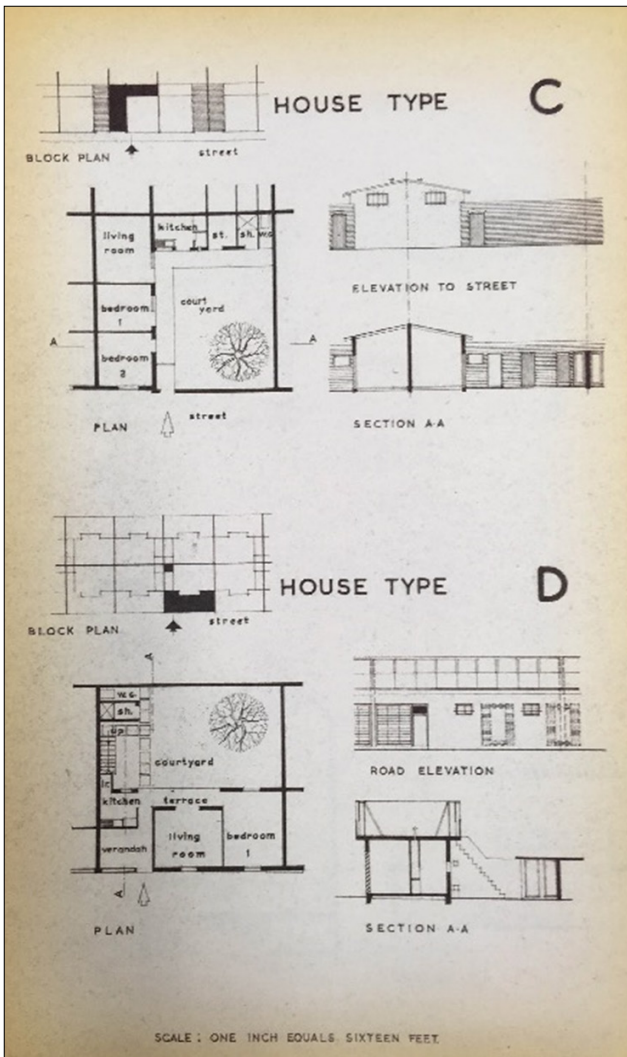 HOUSE TYPE C
BLOCK PLAN
street
living
room
kitchen
st.
sh.
w.c.
bedroom
1
court
yard
bedroom
2
A
A
street
PLAN
ELEVATION TO STREET
SECTION A-A
HOUSE TYPE D
BLOCK PLAN
street
A
w.c.
sh.
up
courtyard
kitchen
terrace
verandah
living
room
bedroom
1
A
PLAN
ROAD ELEVATION
SECTION A-A
SCALE: ONE INCH EQUALS SIXTEEN FEET